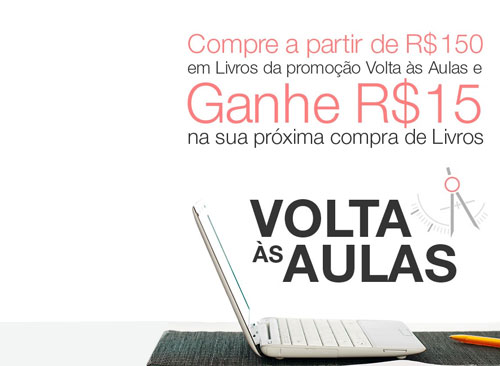 Compre a partir de R$150
em Livros da promoção Volta às Aulas e
Ganhe R$15
na sua próxima compra de Livros
VOLTA
ÀS AULAS